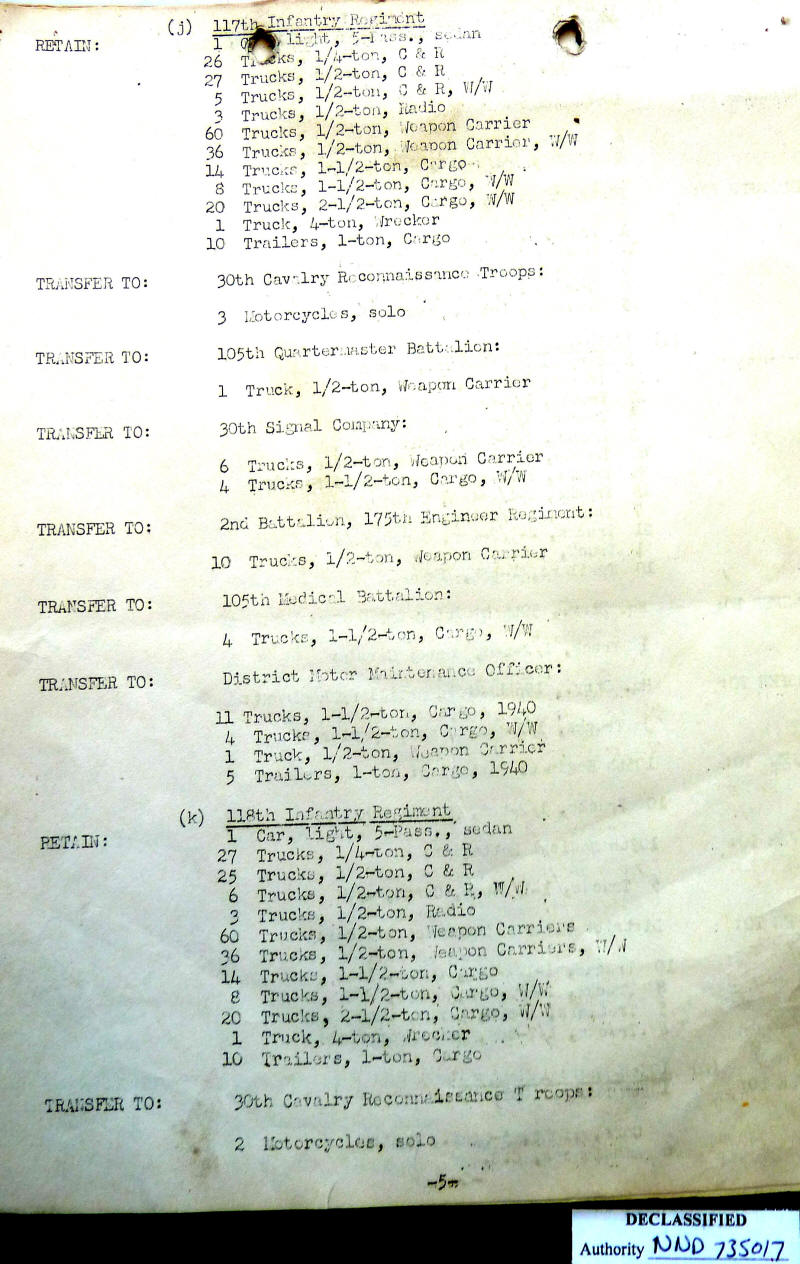 (j) 117th Infantry Regiment
RETAIN:
1 light, 5-Pass., sedan
26 Trucks, 1/4-ton, C & R
27 Trucks, 1/2-ton, C & R
5 Trucks, 1/2-ton, C & R, W/W
3 Trucks, 1/2-ton, Radio
60 Trucks, 1/2-ton, Weapon Carrier
36 Trucks, 1/2-ton, Weapon Carrier, W/W
14 Trucks, 1-1/2-ton, Cargo
8 Trucks, 1-1/2-ton, Cargo, W/W
20 Trucks, 2-1/2-ton, Cargo, W/W
1 Truck, 4-ton, Wrecker
10 Trailers, 1-ton, Cargo
TRANSFER TO: 30th Cavalry Reconnaissance Troops:
3 Motorcycles, solo
TRANSFER TO: 105th Quartermaster Battalion:
1 Truck, 1/2-ton, Weapon Carrier
TRANSFER TO: 30th Signal Company:
6 Trucks, 1/2-ton, Weapon Carrier
4 Trucks, 1-1/2-ton, Cargo, W/W
TRANSFER TO: 2nd Battalion, 175th Engineer Regiment:
10 Trucks, 1/2-ton, Weapon Carrier
TRANSFER TO: 105th Medical Battalion:
4 Trucks, 1-1/2-ton, Cargo, W/W
TRANSFER TO: District Motor Maintenance Officer:
11 Trucks, 1-1/2-ton, Cargo, 1940
4 Trucks, 1-1/2-ton, Cargo, W/W
1 Truck, 1/2-ton, Weapon Carrier
5 Trailers, 1-ton, Cargo, 1940
(k) 118th Infantry Regiment
RETAIN: 1 Car, light, 5-Pass., sedan
27 Trucks, 1/4-ton, C & R
25 Trucks, 1/2-ton, C & R
6 Trucks, 1/2-ton, C & R, W/W
3 Trucks, 1/2-ton, Radio
60 Trucks, 1/2-ton, Weapon Carriers
36 Trucks, 1/2-ton, Weapon Carriers, W/W
14 Trucks, 1-1/2-ton, Cargo
8 Trucks, 1-1/2-ton, Cargo, W/W
20 Trucks, 2-1/2-ton, Cargo, W/W
1 Truck, 4-ton, Wrecker
10 Trailers, 1-ton, Cargo
TRANSFER TO: 30th Cavalry Reconnaissance T roops:
2 Motorcycles, solo
-5-
DECLASSIFIED
Authority NND 735017